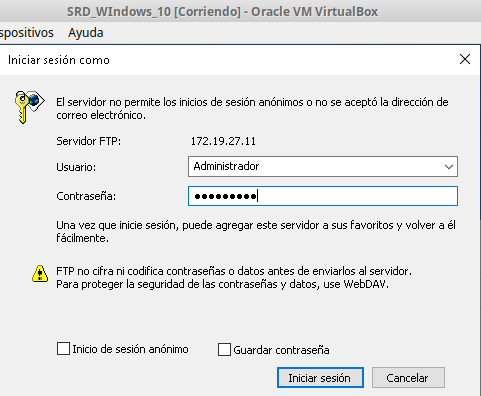 SRD_WIndows_10 [Corriendo] - Oracle VM VirtualBox
spositivos Ayuda
Iniciar sesión como
El servidor no permite los inicios de sesión anónimos o no se aceptó la dirección de
correo electrónico.
Servidor FTP: 172.19.27.11
Usuario: Administrador
Contraseña: ●●●●●●●●●
Una vez que inicie sesión, puede agregar este servidor a sus favoritos y volver a él
fácilmente.
FTP no cifra ni codifica contraseñas o datos antes de enviarlos al servidor.
Para proteger la seguridad de las contraseñas y datos, use WebDAV.
Inicio de sesión anónimo Guardar contraseña
Iniciar sesión Cancelar